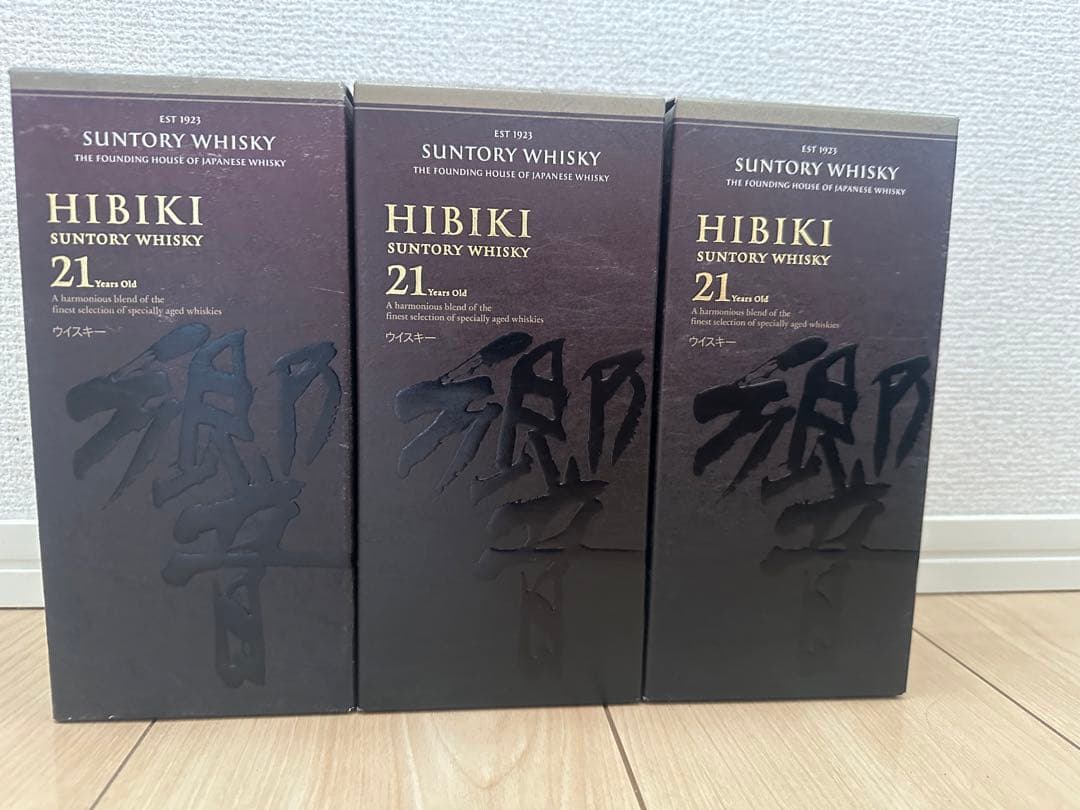 EST 1923
SUNTORY WHISKY
THE FOUNDING HOUSE OF JAPANESE WHISKY
HIBIKI
SUNTORY WHISKY
21 Years Old
A harmonious blend of the
finest selection of specially aged whiskies
ウイスキー
響
EST 1923
SUNTORY WHISKY
THE FOUNDING HOUSE OF JAPANESE WHISKY
HIBIKI
SUNTORY WHISKY
21 Years Old
A harmonious blend of the
finest selection of specially aged whiskies
ウイスキー
響
EST 1923
SUNTORY WHISKY
THE FOUNDING HOUSE OF JAPANESE WHISKY
HIBIKI
SUNTORY WHISKY
21 Years Old
A harmonious blend of the
finest selection of specially aged whiskies
ウイスキー
響